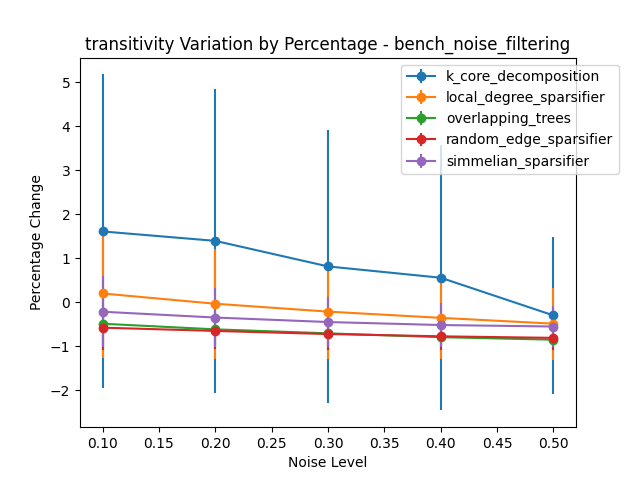 transitivity Variation by Percentage - bench_noise_filtering
k_core_decomposition
local_degree_sparsifier
overlapping_trees
random_edge_sparsifier
simmelian_sparsifier
Percentage Change
5
4
3
2
1
0
−1
−2
0.10 0.15 0.20 0.25 0.30 0.35 0.40 0.45 0.50
Noise Level